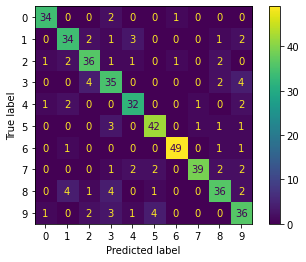 0 34 0 0 2 0 0 1 0 0 0
1 0 34 2 1 3 0 0 0 1 2
2 1 2 36 1 1 0 1 0 2 0
3 0 0 4 35 0 0 0 0 2 4
4 1 2 0 0 32 0 0 1 0 2
5 0 0 0 3 0 42 0 1 1 1
6 0 1 0 0 0 0 49 0 1 1
7 0 0 0 1 2 2 0 39 2 2
8 0 4 1 4 0 1 0 0 36 2
9 1 0 2 3 1 4 0 0 0 36
0 1 2 3 4 5 6 7 8 9
Predicted label
True label
40
30
20
10
0